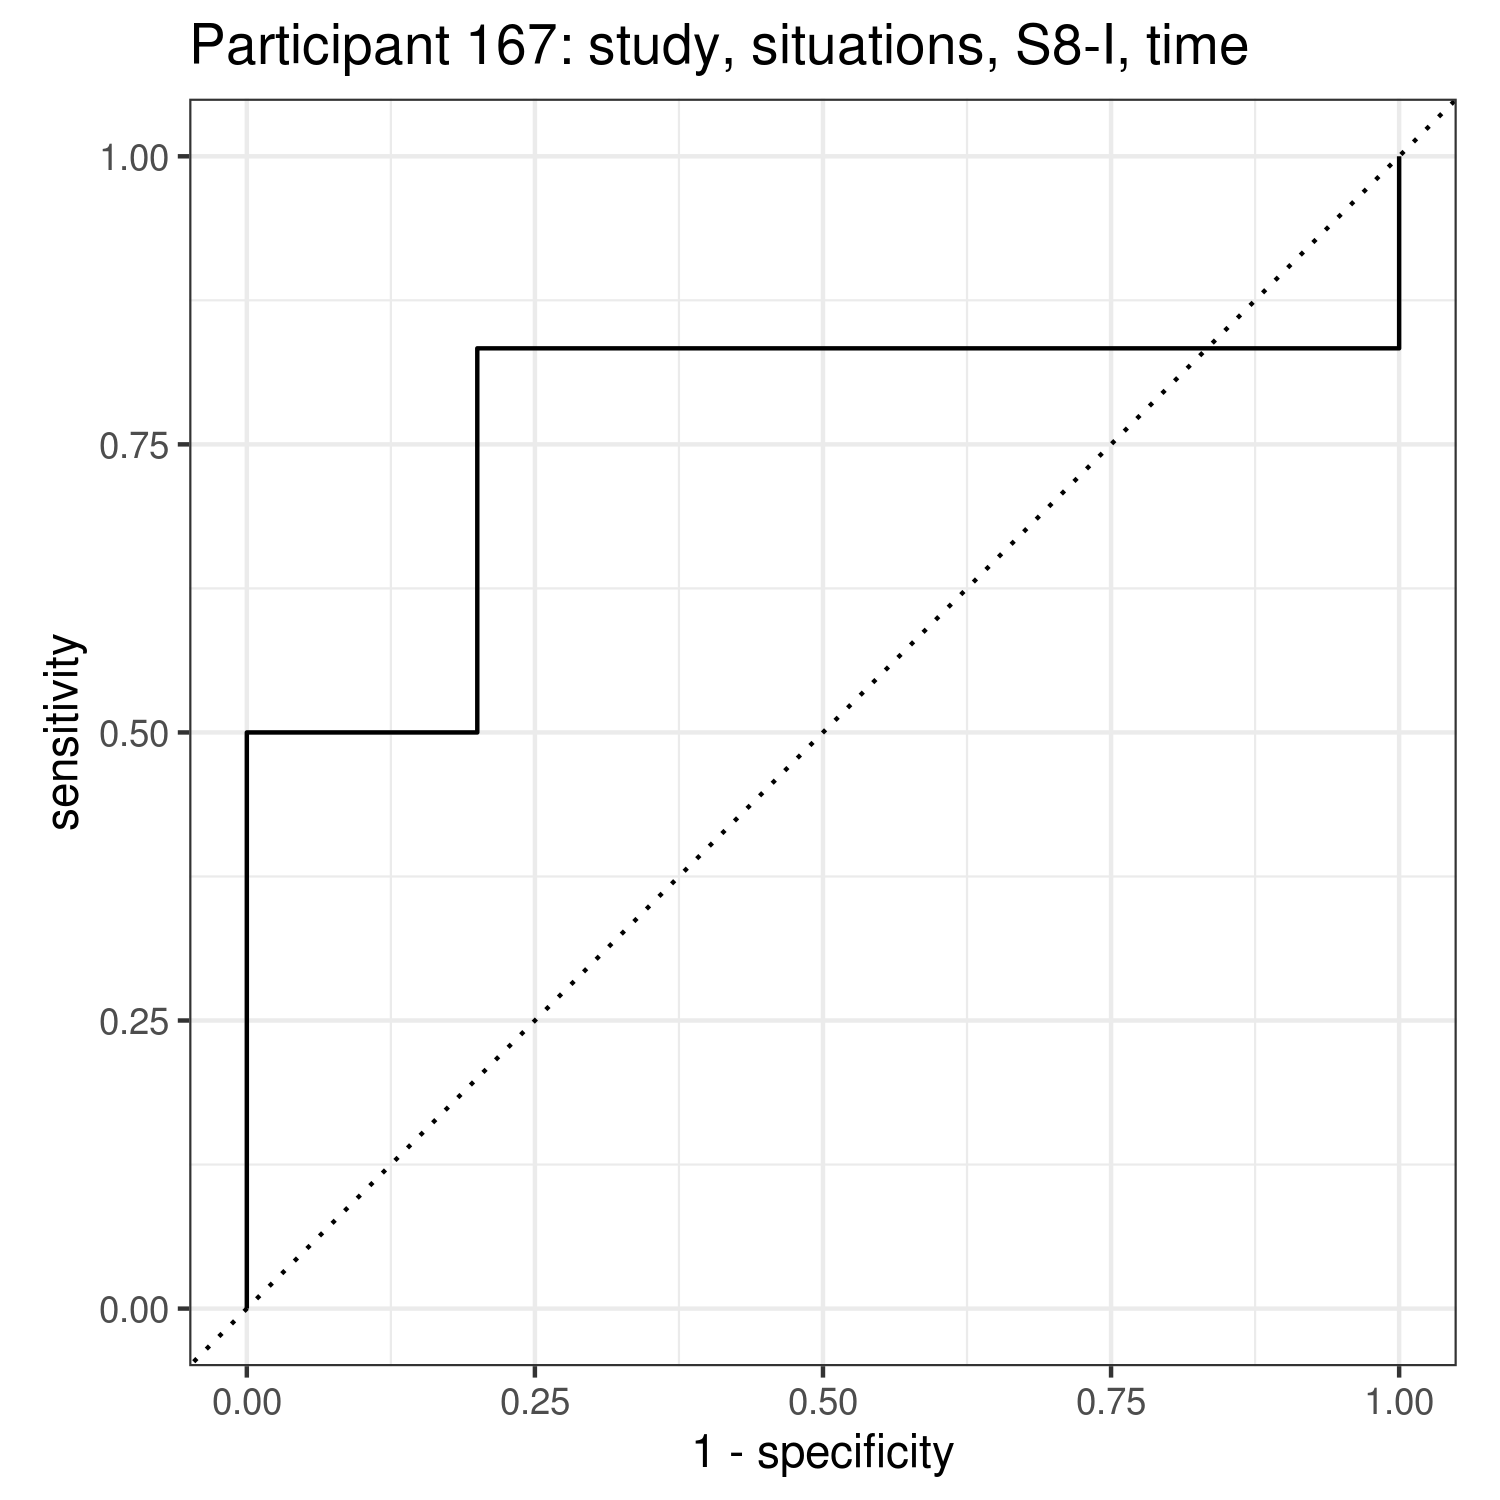 Participant 167: study, situations, S8-I, time
1.00
0.75
0.50
0.25
0.00
sensitivity
0.00 0.25 0.50 0.75 1.00
1 - specificity